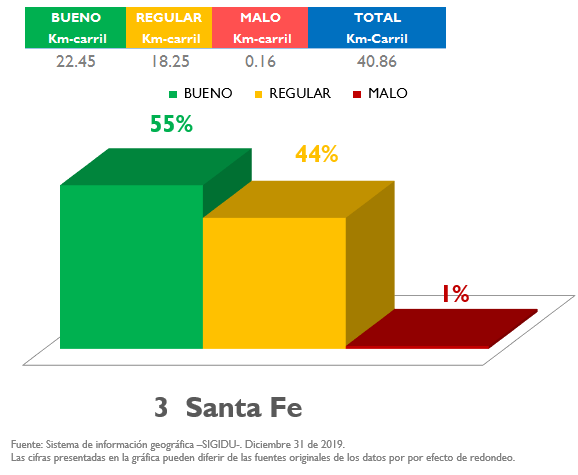 BUENO REGULAR MALO TOTAL
Km-carril Km-carril Km-carril Km-Carril
22.45 18.25 0.16 40.86
BUENO REGULAR MALO
55%
44%
1%
3 Santa Fe
Fuente: Sistema de información geográfica –SIGIDU-. Diciembre 31 de 2019.
Las cifras presentadas en la gráfica pueden diferir de las fuentes originales de los datos por por efecto de redondeo.